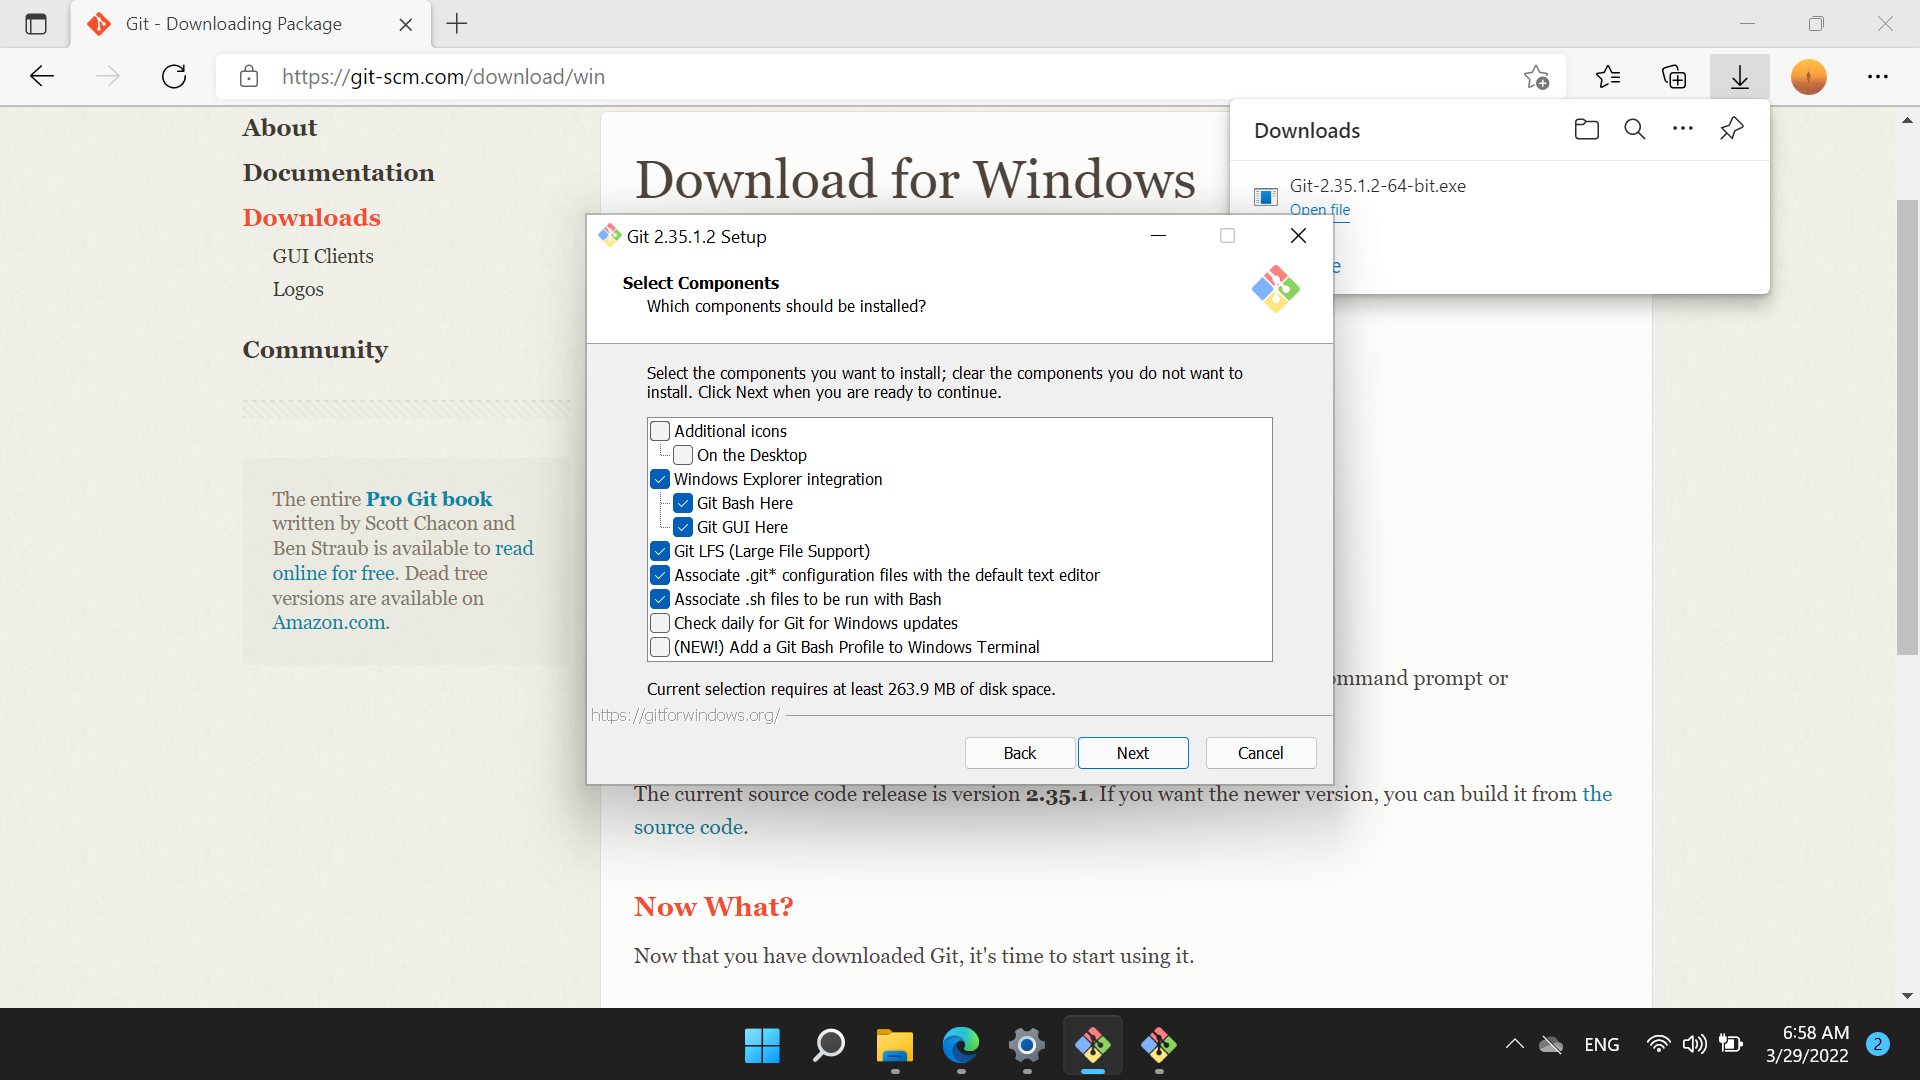 Git - Downloading Package
https://git-scm.com/download/win
About
Documentation
Downloads
GUI Clients
Logos
Community
The entire Pro Git book
written by Scott Chacon and
Ben Straub is available to read
online for free. Dead tree
versions are available on
Amazon.com.
Download for Windows
Downloads
Git-2.35.1.2-64-bit.exe
Open file
e
Git 2.35.1.2 Setup
Select Components
Which components should be installed?
Select the components you want to install; clear the components you do not want to
install. Click Next when you are ready to continue.
Additional icons
On the Desktop
Windows Explorer integration
Git Bash Here
Git GUI Here
Git LFS (Large File Support)
Associate .git* configuration files with the default text editor
Associate .sh files to be run with Bash
Check daily for Git for Windows updates
(NEW!) Add a Git Bash Profile to Windows Terminal
Current selection requires at least 263.9 MB of disk space.
https://gitforwindows.org/
Back
Next
Cancel
mmand prompt or
The current source code release is version 2.35.1. If you want the newer version, you can build it from the
source code.
Now What?
Now that you have downloaded Git, it's time to start using it.
ENG
6:58 AM
3/29/2022
2